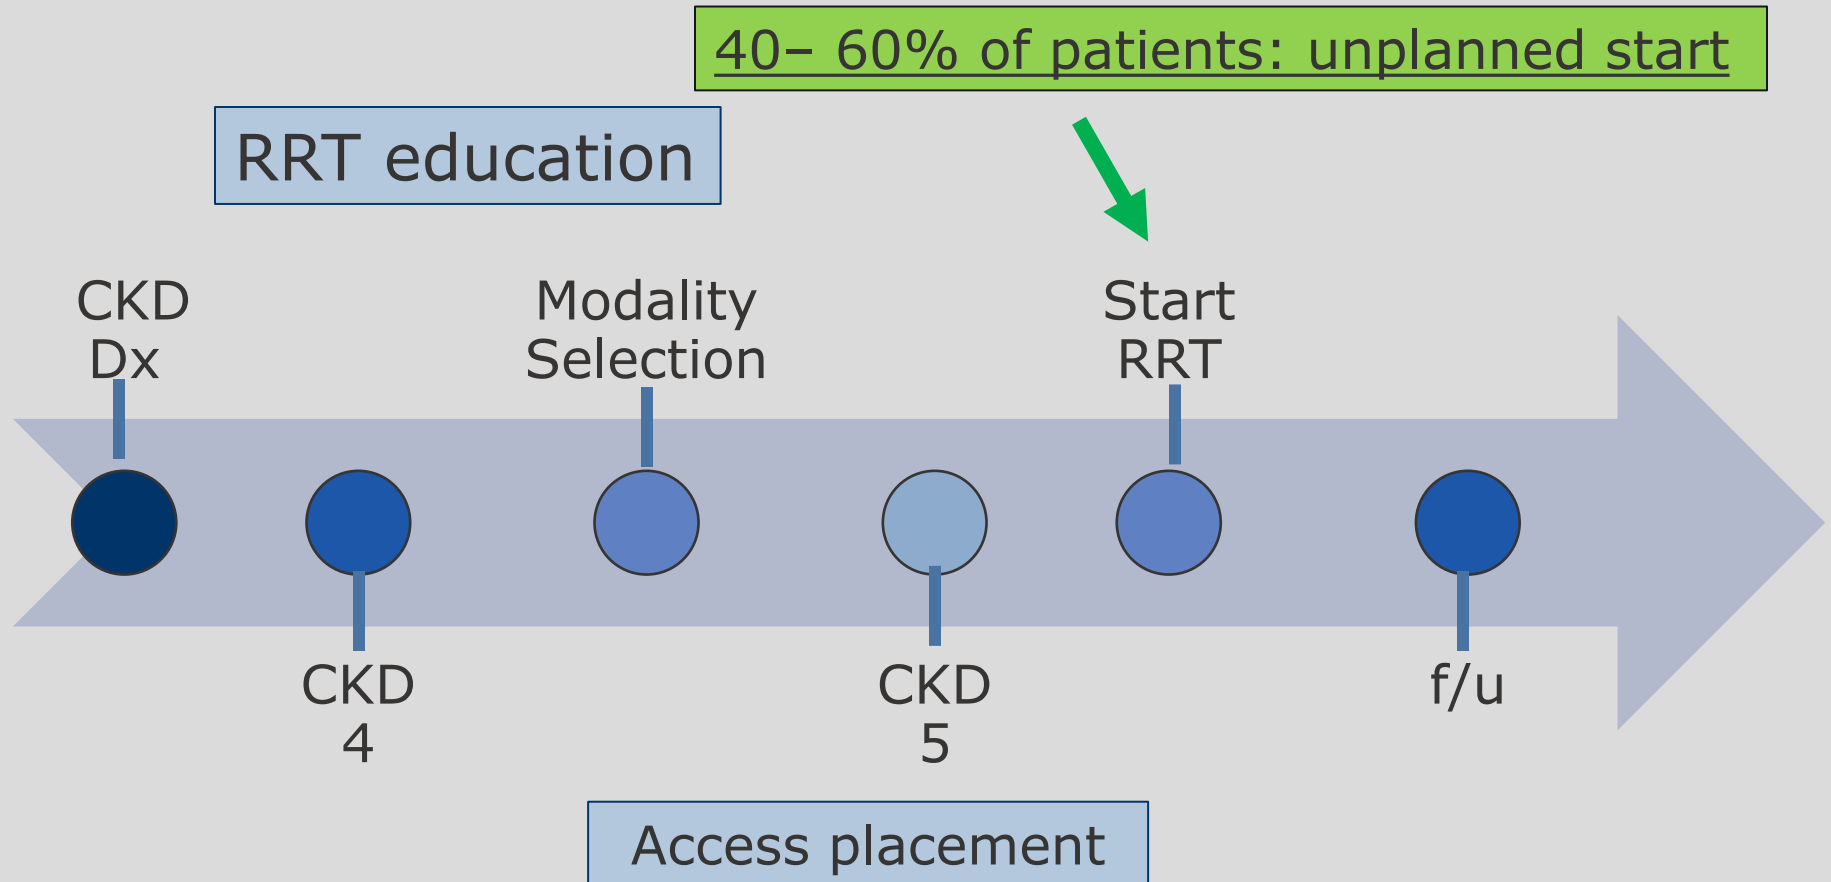 40– 60% of patients: unplanned start
RRT education
CKD
Dx
Modality
Selection
Start
RRT
CKD
4
CKD
5
f/u
Access placement